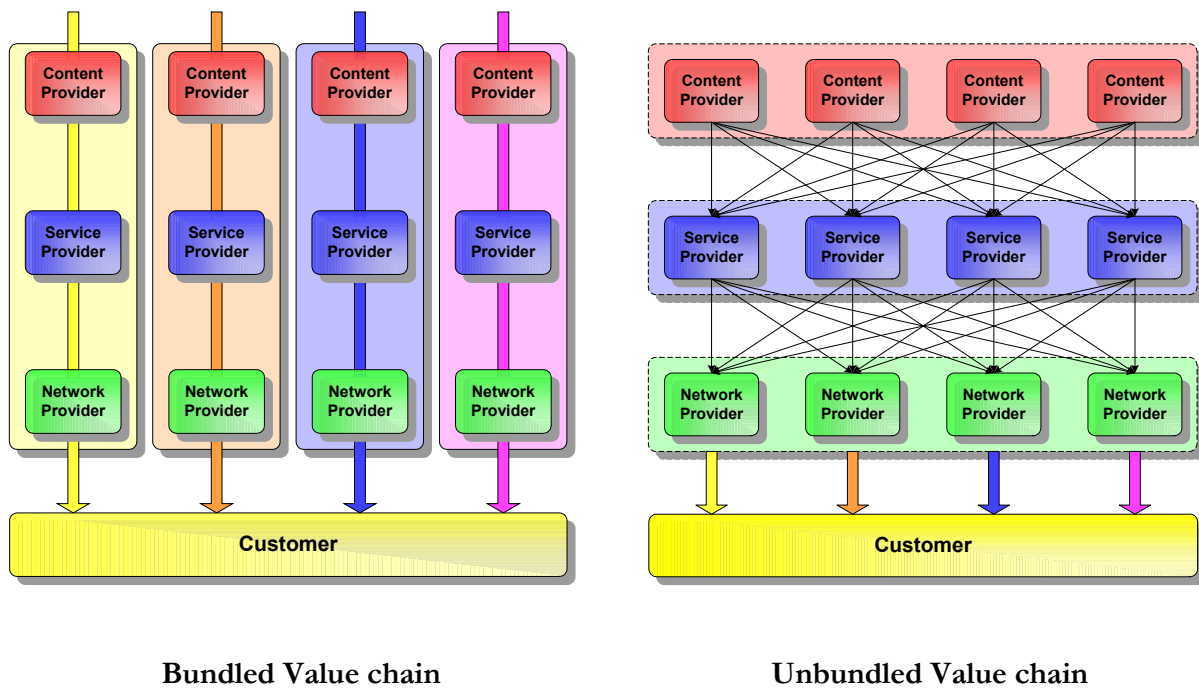 Content
Provider
Content
Provider
Content
Provider
Content
Provider
Service
Provider
Service
Provider
Service
Provider
Service
Provider
Network
Provider
Network
Provider
Network
Provider
Network
Provider
Customer
Bundled Value chain
Content
Provider
Content
Provider
Content
Provider
Content
Provider
Service
Provider
Service
Provider
Service
Provider
Service
Provider
Network
Provider
Network
Provider
Network
Provider
Network
Provider
Customer
Unbundled Value chain